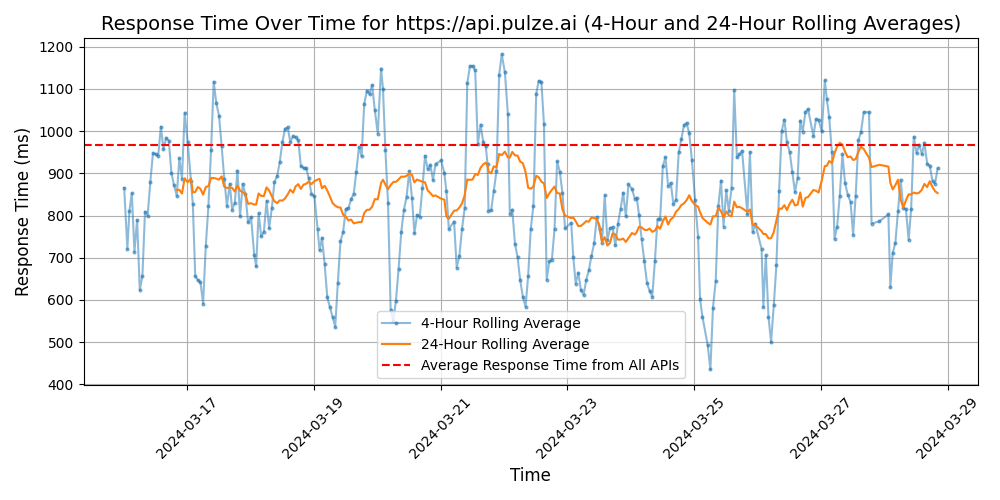 Response Time Over Time for https://api.pulze.ai (4-Hour and 24-Hour Rolling Averages)
Response Time (ms)
1200
1100
1000
900
800
700
600
500
400
4-Hour Rolling Average
24-Hour Rolling Average
Average Response Time from All APIs
2024-03-17
2024-03-19
2024-03-21
2024-03-23
2024-03-25
2024-03-27
2024-03-29
Time